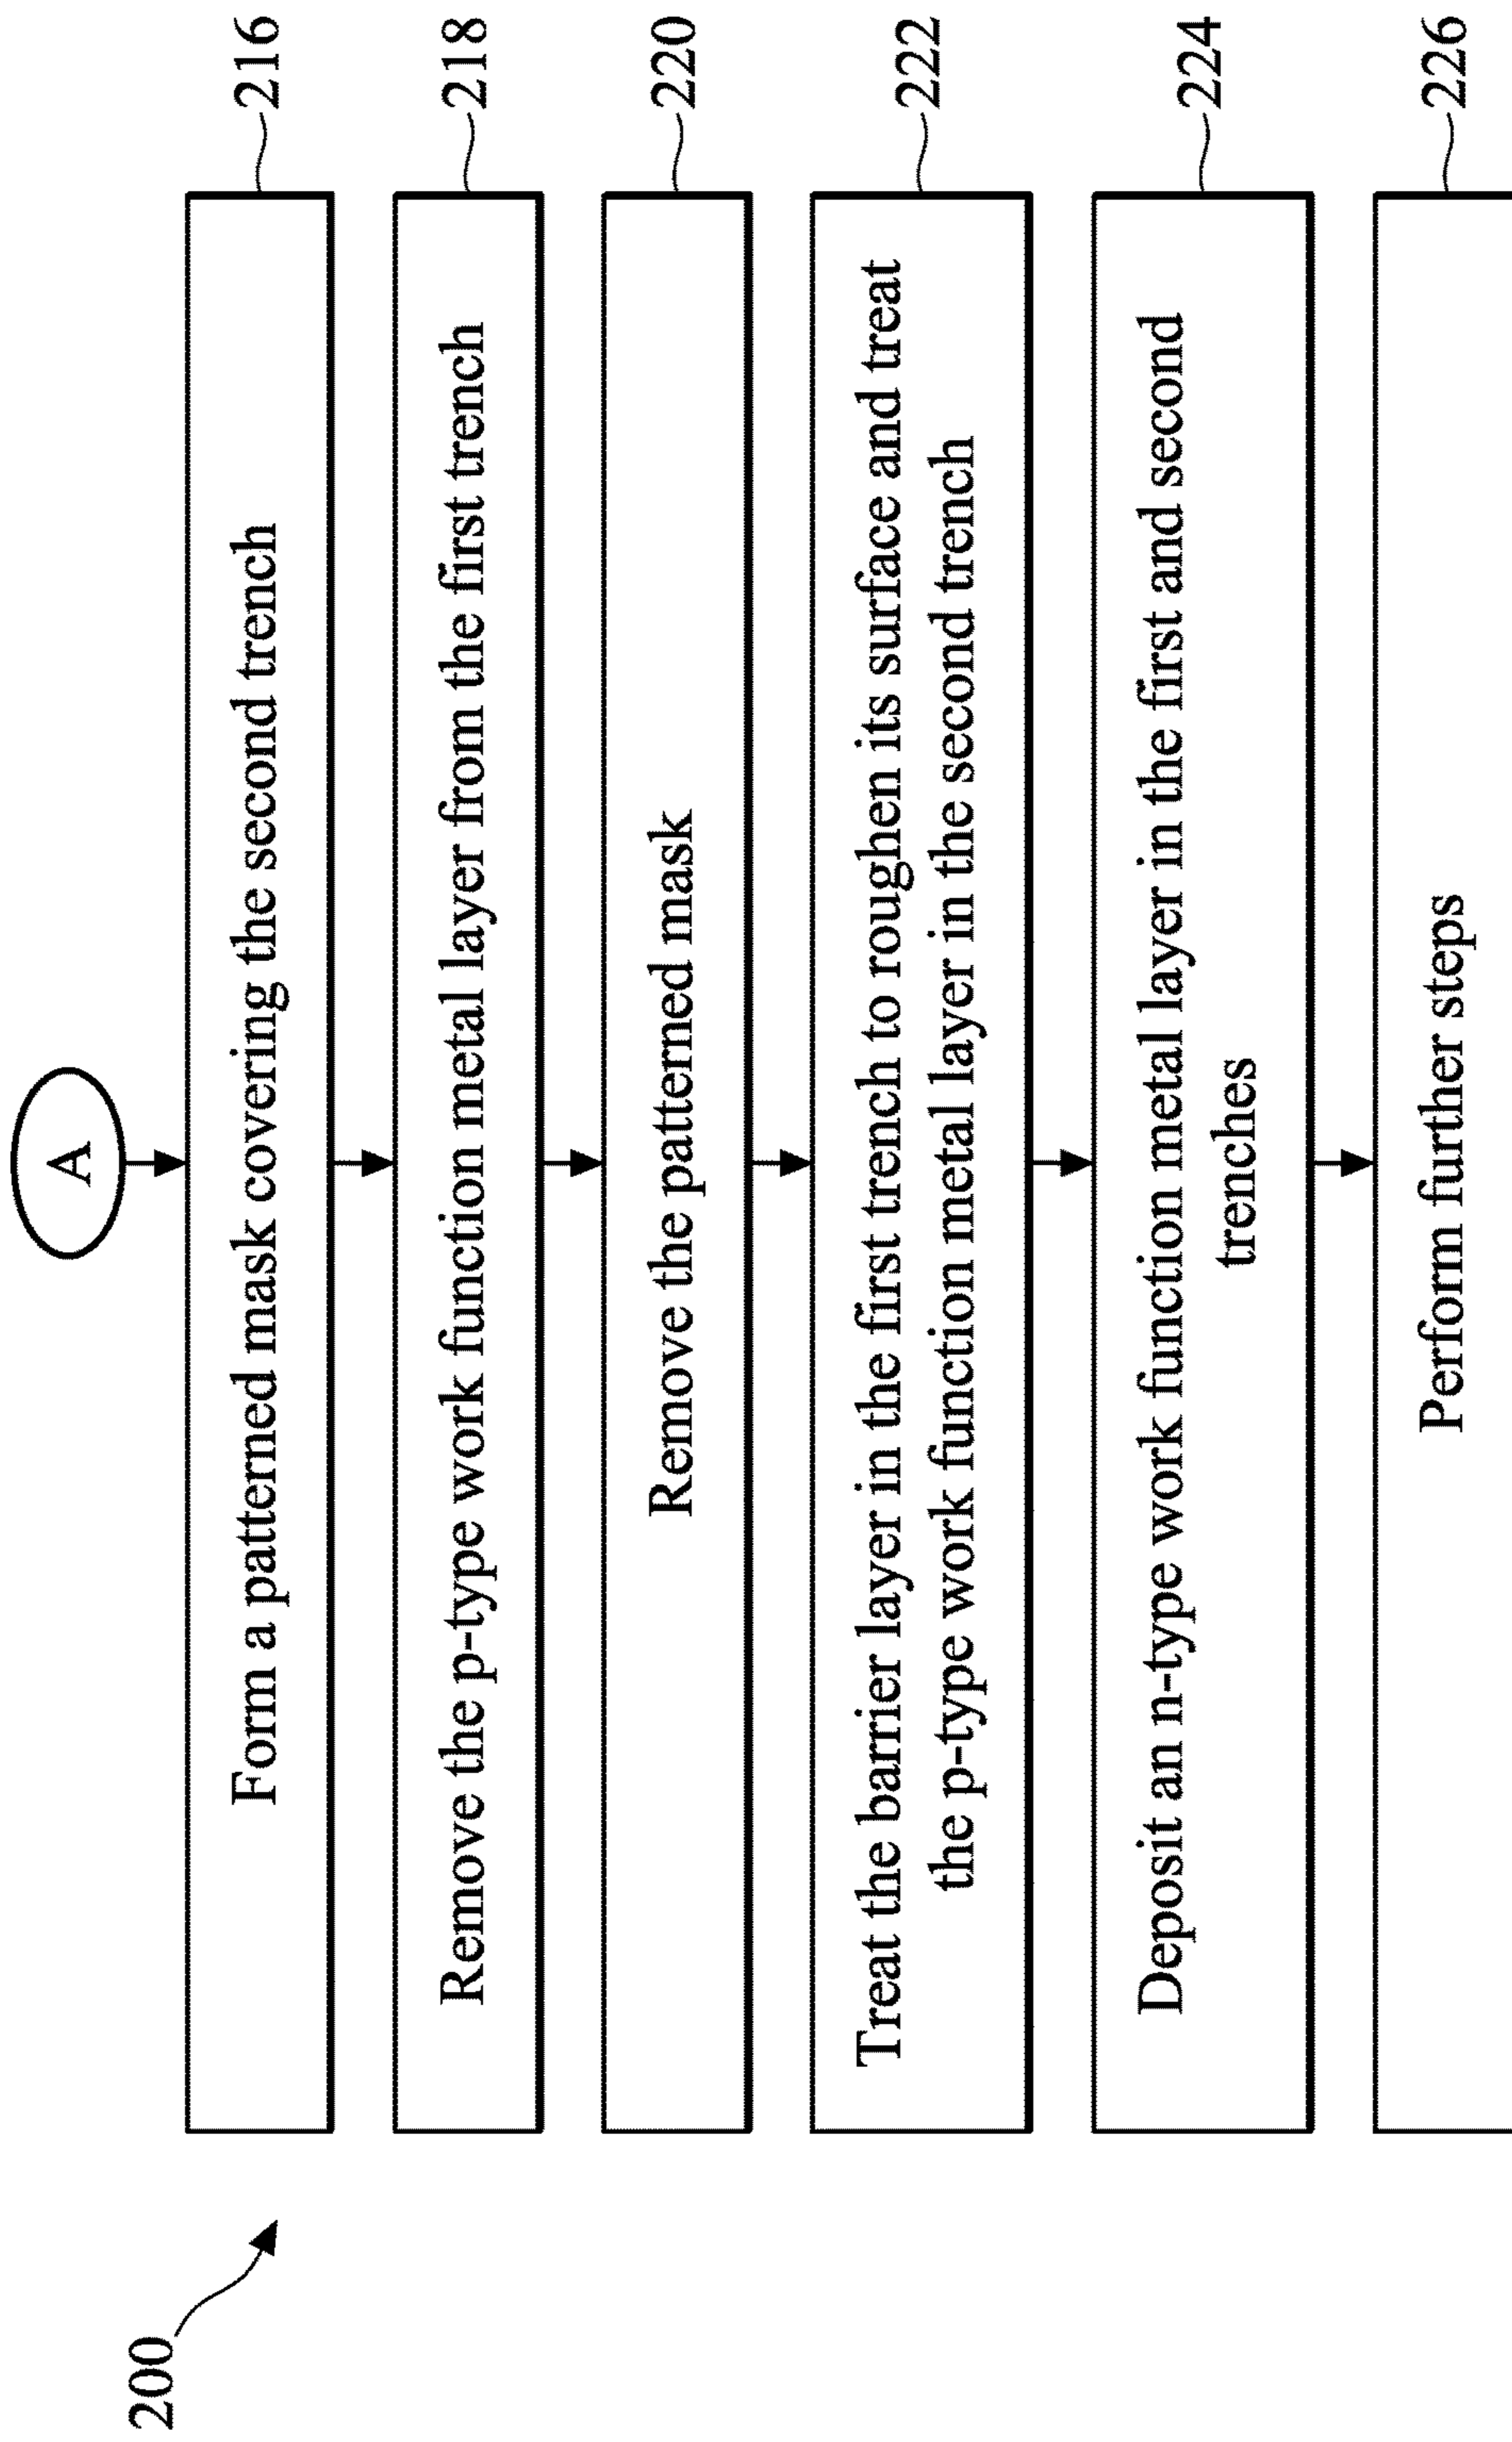 200
A
Form a patterned mask covering the second trench
216
Remove the p-type work function metal layer from the first trench
218
Remove the patterned mask
220
Treat the barrier layer in the first trench to roughen its surface and treat
the p-type work function metal layer in the second trench
222
Deposit an n-type work function metal layer in the first and second
trenches
224
Perform further steps
226